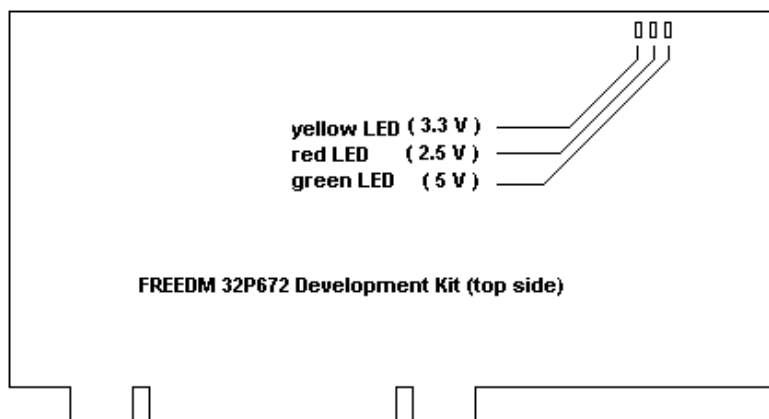 yellow LED ( 3.3 V )
red LED ( 2.5 V )
green LED ( 5 V )
FREEDM 32P672 Development Kit (top side)